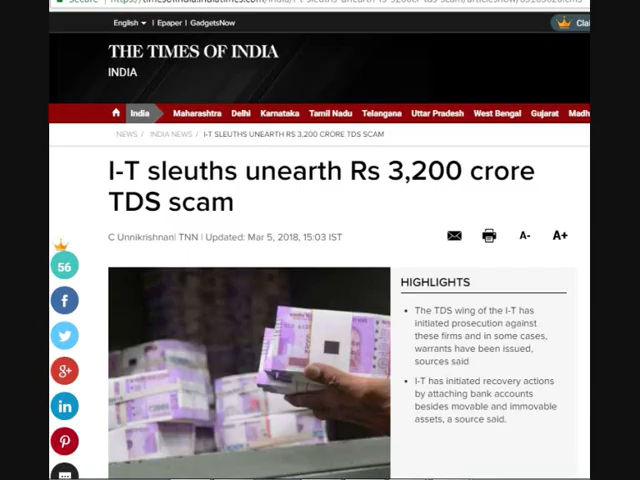 English
Epaper
GadgetsNow
THE TIMES OF INDIA
INDIA
India Maharashtra Delhi Karnataka Tamil Nadu Telangana Uttar Pradesh West Bengal Gujarat Madh
NEWS / INDIA NEWS / I-T SLEUTHS UNEARTH RS 3,200 CRORE TDS SCAM
I-T sleuths unearth Rs 3,200 crore
TDS scam
C Unnikrishnan| TNN | Updated: Mar 5, 2018, 15:03 IST
A- A+
56
HIGHLIGHTS
• The TDS wing of the I-T has
initiated prosecution against
these firms and in some cases,
warrants have been issued,
sources said
• I-T has initiated recovery actions
by attaching bank accounts
besides movable and immovable
assets, a source said.